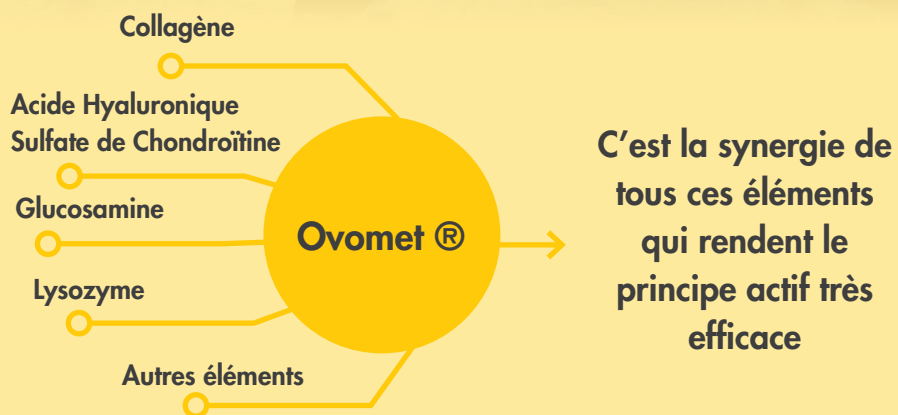 Collagène
Acide Hyaluronique
Sulfate de Chondroïtine
Glucosamine
Lysozyme
Autres éléments
Ovomet ®
C’est la synergie de
tous ces éléments
qui rendent le
principe actif très
efficace